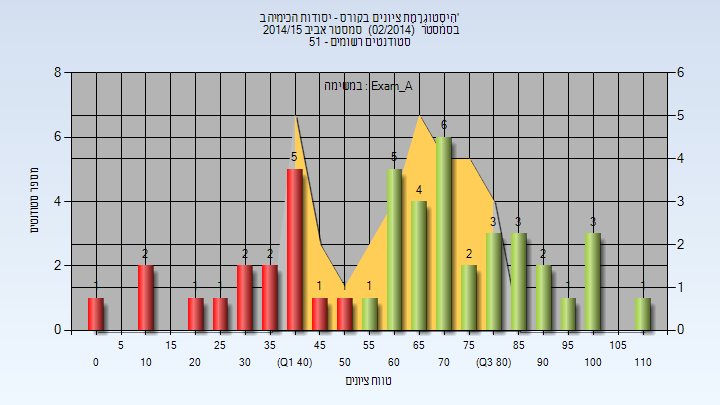 היסטוגרמת ציונים בקורס - יסודות הכימיה ב'
בסמסטר (02/2014) סמסטר אביב 2014/15
סטודנטים רשומים - 51
במשימה : Exam_A
8 6 4 2 0
מספר סטודנטים
6 5 4 3 2 1 0
1 2 1 1 2 2 5 1 1 1 5 4 6 2 3 3 2 1 3 1
5 15 25 35 45 55 65 75 85 95 105
0 10 20 30 (Q1 40) 50 60 70 (Q3 80) 90 100 110
טווח ציונים